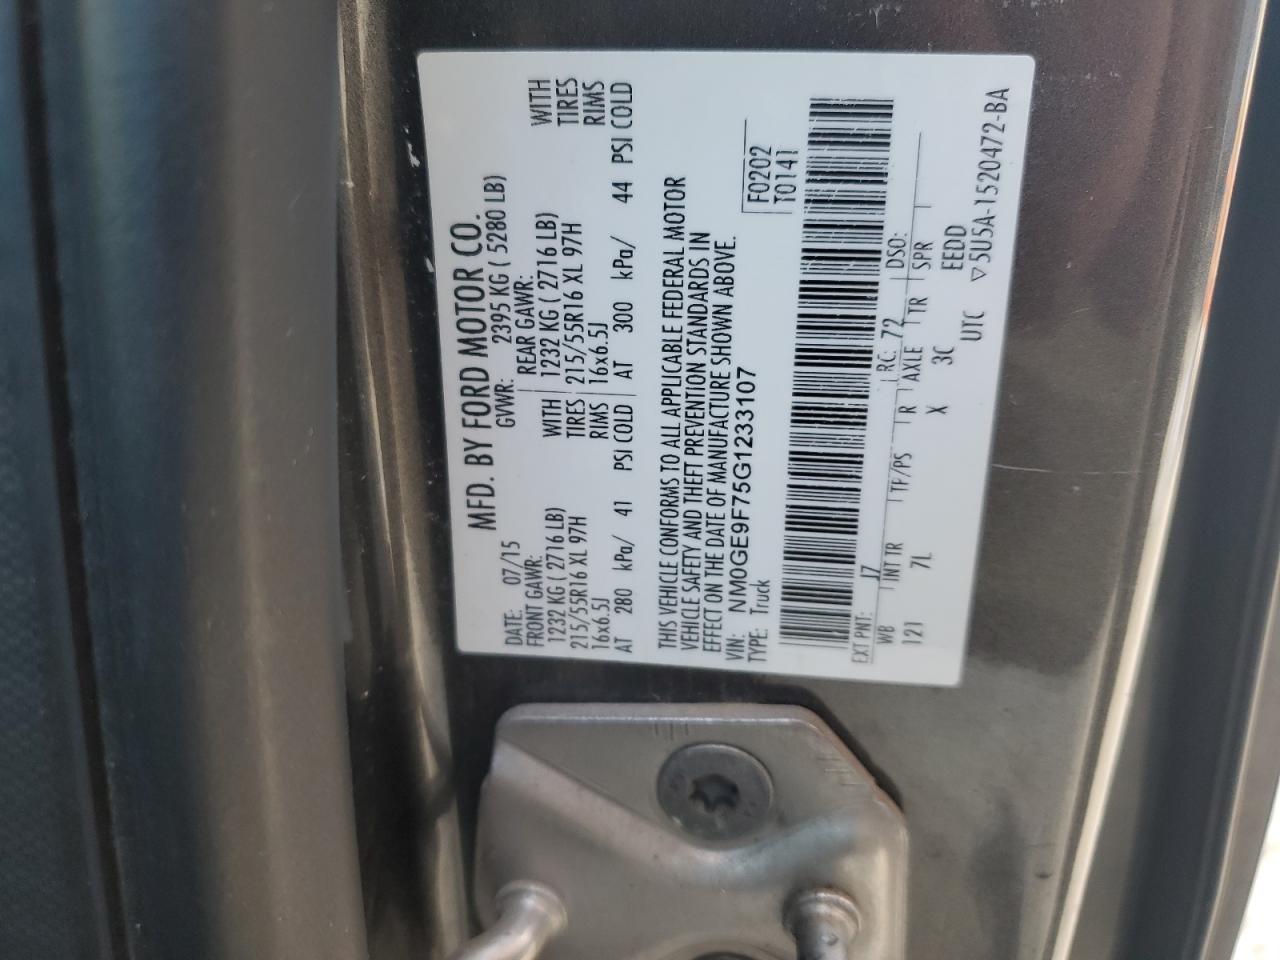 MFD. BY FORD MOTOR CO.
DATE: 07/15 GVWR: 2395 KG ( 5280 LB)
FRONT GAWR: REAR GAWR:
1232 KG ( 2716 LB) WITH 1232 KG ( 2716 LB) WITH
215/55R16 XL 97H TIRES 215/55R16 XL 97H TIRES
16x6.5J RIMS 16x6.5J RIMS
AT 280 kPa/ 41 PSI COLD AT 300 kPa/ 44 PSI COLD
THIS VEHICLE CONFORMS TO ALL APPLICABLE FEDERAL MOTOR
VEHICLE SAFETY AND THEFT PREVENTION STANDARDS IN
EFFECT ON THE DATE OF MANUFACTURE SHOWN ABOVE.
VIN: NM0GE9F75G1233107 F0202
TYPE: Truck T0141
EXT PNT: J7 RC: 72 DSO:
WB INT TR TP/PS R AXLE TR SPR
121 7L X 3C EEDD
UTC ▽5U5A-1520472-BA